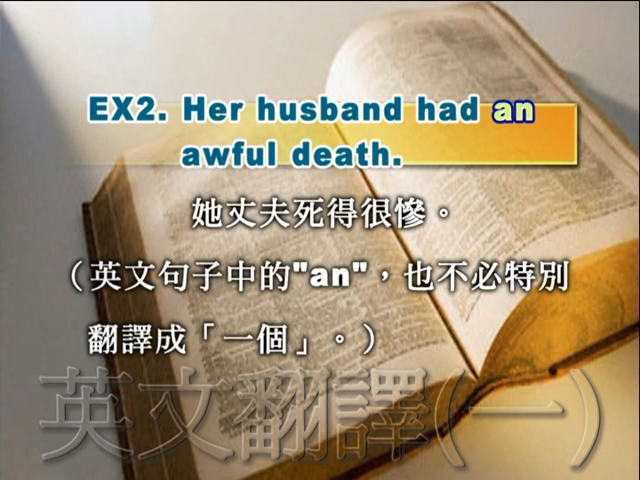 EX2. Her husband had an
awful death.
她丈夫死得很慘。
（英文句子中的"an"，也不必特別
翻譯成「一個」。）
英文翻譯(一)